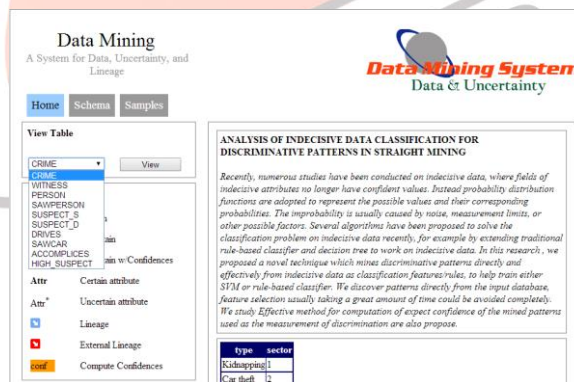 Data Mining
A System for Data, Uncertainty, and
Lineage
Data Mining System
Data & Uncertainty
Home Schema Samples
View Table
CRIME View
CRIME
WITNESS
PERSON
SAWPERSON
SUSPECT_S
SUSPECT_D
DRIVES
SAWCAR
ACCOMPLICES
HIGH_SUSPECT
w/Confidences
Attr Certain attribute
Attr* Uncertain attribute
Lineage
External Lineage
conf Compute Confidences
ANALYSIS OF INDECISIVE DATA CLASSIFICATION FOR
DISCRIMINATIVE PATTERNS IN STRAIGHT MINING
Recently, numerous studies have been conducted on indecisive data, where fields of
indecisive attributes no longer have confident values. Instead probability distribution
functions are adopted to represent the possible values and their corresponding
probabilities. The improbability is usually caused by noise, measurement limits, or
other possible factors. Several algorithms have been proposed to solve the
classification problem on indecisive data recently, for example by extending traditional
rule-based classifier and decision tree to work on indecisive data. In this research , we
proposed a novel technique which mines discriminative patterns directly and
effectively from indecisive data as classification features/rules, to help train either
SVM or rule-based classifier. We discover patterns directly from the input database,
feature selection usually taking a great amount of time could be avoided completely.
We study Effective method for computation of expect confidence of the mined patterns
used as the measurement of discrimination are also propose.
type sector
Kidnapping 1
Car theft 2